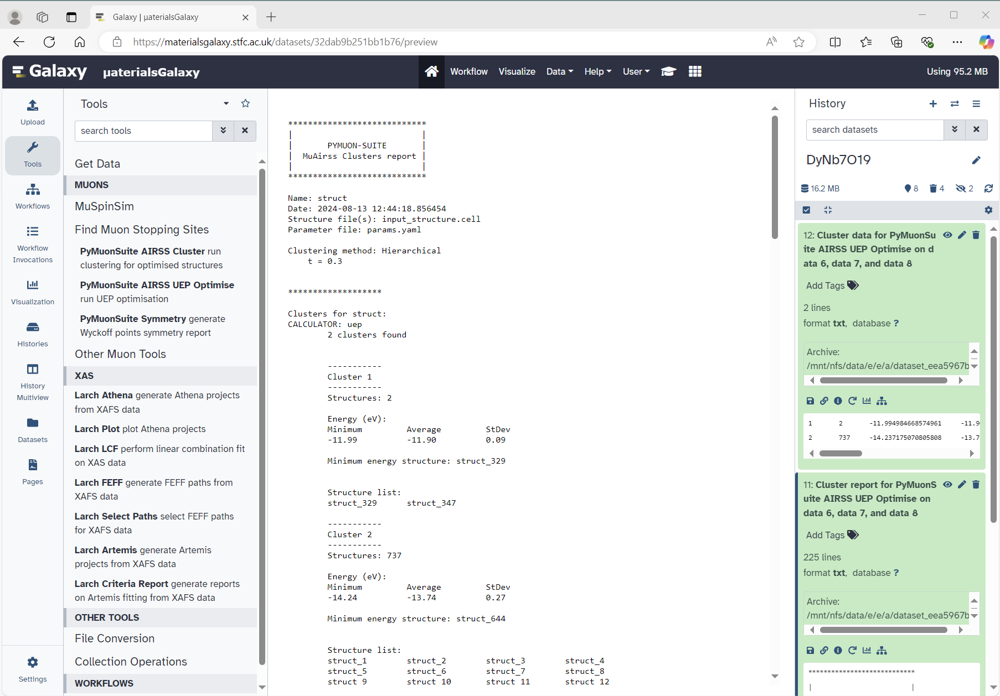 Galaxy | μaterialsGalaxy
https://materialsgalaxy.stfc.ac.uk/datasets/32dab9b251bb1b76/preview
Galaxy
μaterialsGalaxy
Workflow
Visualize
Data
Help
User
Using 95.2 MB
Upload
Tools
Workflows
Workflow
Invocations
Visualization
Histories
History
Multiview
Datasets
Pages
Settings
Tools
search tools
Get Data
MUONS
MuSpinSim
Find Muon Stopping Sites
PyMuonSuite AIRSS Cluster run
clustering for optimised structures
PyMuonSuite AIRSS UEP Optimise
run UEP optimisation
PyMuonSuite Symmetry generate
Wyckoff points symmetry report
Other Muon Tools
XAS
Larch Athena generate Athena projects
from XAFS data
Larch Plot plot Athena projects
Larch LCF perform linear combination fit
on XAS data
Larch FEFF generate FEFF paths from
XAFS data
Larch Select Paths select FEFF paths
for XAFS data
Larch Artemis generate Artemis
projects from XAFS data
Larch Criteria Report generate reports
on Artemis fitting from XAFS data
OTHER TOOLS
File Conversion
Collection Operations
WORKFLOWS
****************************
|                          |
|       PYMUON-SUITE       |
|  MuAirss Clusters report |
|                          |
****************************
Name: struct
Date: 2024-08-13 12:44:18.856454
Structure file(s): input_structure.cell
Parameter file: params.yaml
Clustering method: Hierarchical
t = 0.3
*******************
Clusters for struct:
CALCULATOR: uep
2 clusters found
-----------
Cluster 1
-----------
Structures: 2
Energy (eV):
Minimum Average StDev
-11.99 -11.90 0.09
Minimum energy structure: struct_329
Structure list:
struct_329 struct_347
-----------
Cluster 2
-----------
Structures: 737
Energy (eV):
Minimum Average StDev
-14.24 -13.74 0.27
Minimum energy structure: struct_644
Structure list:
struct_1 struct_2 struct_3 struct_4
struct_5 struct_6 struct_7 struct_8
struct_9 struct_10 struct_11 struct_12
History
search datasets
DyNb7O19
16.2 MB
8
4
2
12: Cluster data for PyMuonSu
ite AIRSS UEP Optimise on d
ata 6, data 7, and data 8
Add Tags
2 lines
format txt, database ?
Archive:
/mnt/nfs/data/e/e/a/dataset_eea5967b
1 2 -11.994984668574961 -11.9
2 737 -14.237175070805808 -13.7
11: Cluster report for PyMuonS
uite AIRSS UEP Optimise on
data 6, data 7, and data 8
Add Tags
225 lines
format txt, database ?
Archive:
/mnt/nfs/data/e/e/a/dataset_eea5967b
****************************
|                          |